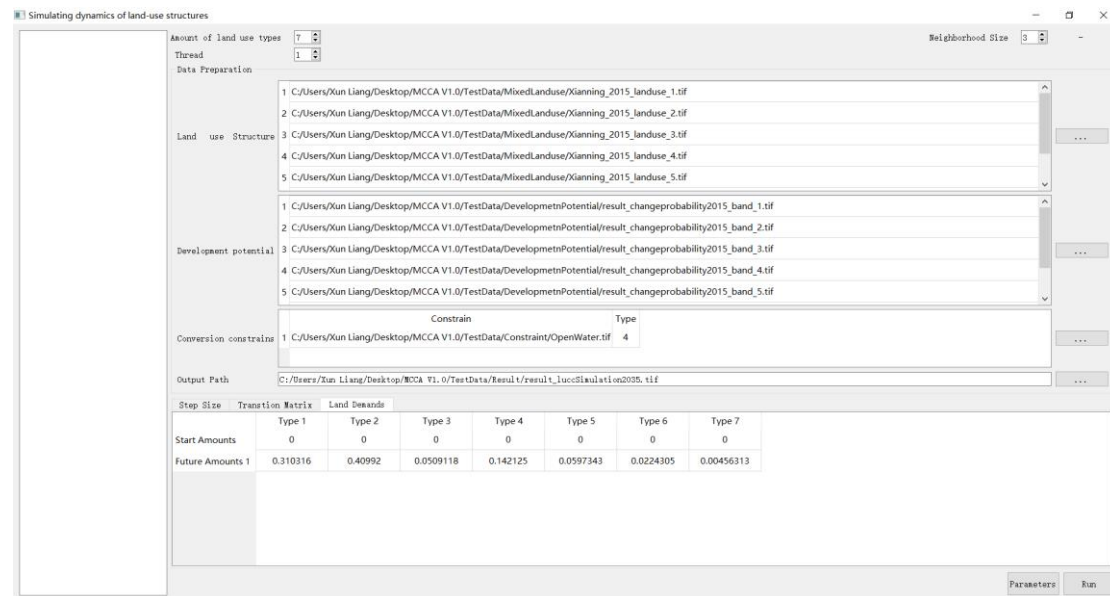 Simulating dynamics of land-use structures
Amount of land use types 7 Neighborhood Size 3
Thread 1
Data Preparation
Land use Structure
1 C:/Users/Xun Liang/Desktop/MCCA V1.0/TestData/MixedLanduse/Xianning_2015_landuse_1.tif
2 C:/Users/Xun Liang/Desktop/MCCA V1.0/TestData/MixedLanduse/Xianning_2015_landuse_2.tif
3 C:/Users/Xun Liang/Desktop/MCCA V1.0/TestData/MixedLanduse/Xianning_2015_landuse_3.tif
4 C:/Users/Xun Liang/Desktop/MCCA V1.0/TestData/MixedLanduse/Xianning_2015_landuse_4.tif
5 C:/Users/Xun Liang/Desktop/MCCA V1.0/TestData/MixedLanduse/Xianning_2015_landuse_5.tif
...
Development potential
1 C:/Users/Xun Liang/Desktop/MCCA V1.0/TestData/DevelopmetnPotential/result_changeprobability2015_band_1.tif
2 C:/Users/Xun Liang/Desktop/MCCA V1.0/TestData/DevelopmetnPotential/result_changeprobability2015_band_2.tif
3 C:/Users/Xun Liang/Desktop/MCCA V1.0/TestData/DevelopmetnPotential/result_changeprobability2015_band_3.tif
4 C:/Users/Xun Liang/Desktop/MCCA V1.0/TestData/DevelopmetnPotential/result_changeprobability2015_band_4.tif
5 C:/Users/Xun Liang/Desktop/MCCA V1.0/TestData/DevelopmetnPotential/result_changeprobability2015_band_5.tif
...
Constrain Type
Conversion constrains 1 C:/Users/Xun Liang/Desktop/MCCA V1.0/TestData/Constraint/OpenWater.tif 4 ...
Output Path C:/Users/Xun Liang/Desktop/MCCA V1.0/TestData/Result/result_luccSimulation2035.tif ...
Step Size Transtion Matrix Land Demands
Type 1 Type 2 Type 3 Type 4 Type 5 Type 6 Type 7
Start Amounts 0 0 0 0 0 0 0
Future Amounts 1 0.310316 0.40992 0.0509118 0.142125 0.0597343 0.0224305 0.00456313
Parameters Run